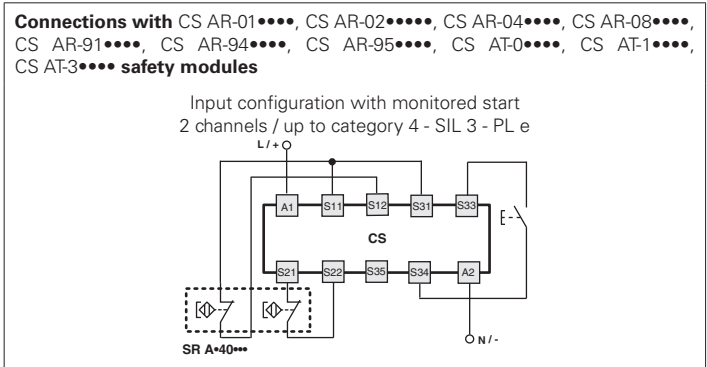 Connections with CS AR-01••••, CS AR-02•••••, CS AR-04••••, CS AR-08••••,
CS AR-91••••, CS AR-94••••, CS AR-95••••, CS AT-0••••, CS AT-1••••,
CS AT-3•••• safety modules
Input configuration with monitored start
2 channels / up to category 4 - SIL 3 - PL e
L / +
A1 S11 S12 S31 S33
CS
S21 S22 S35 S34 A2
SR A•40•••
N / -